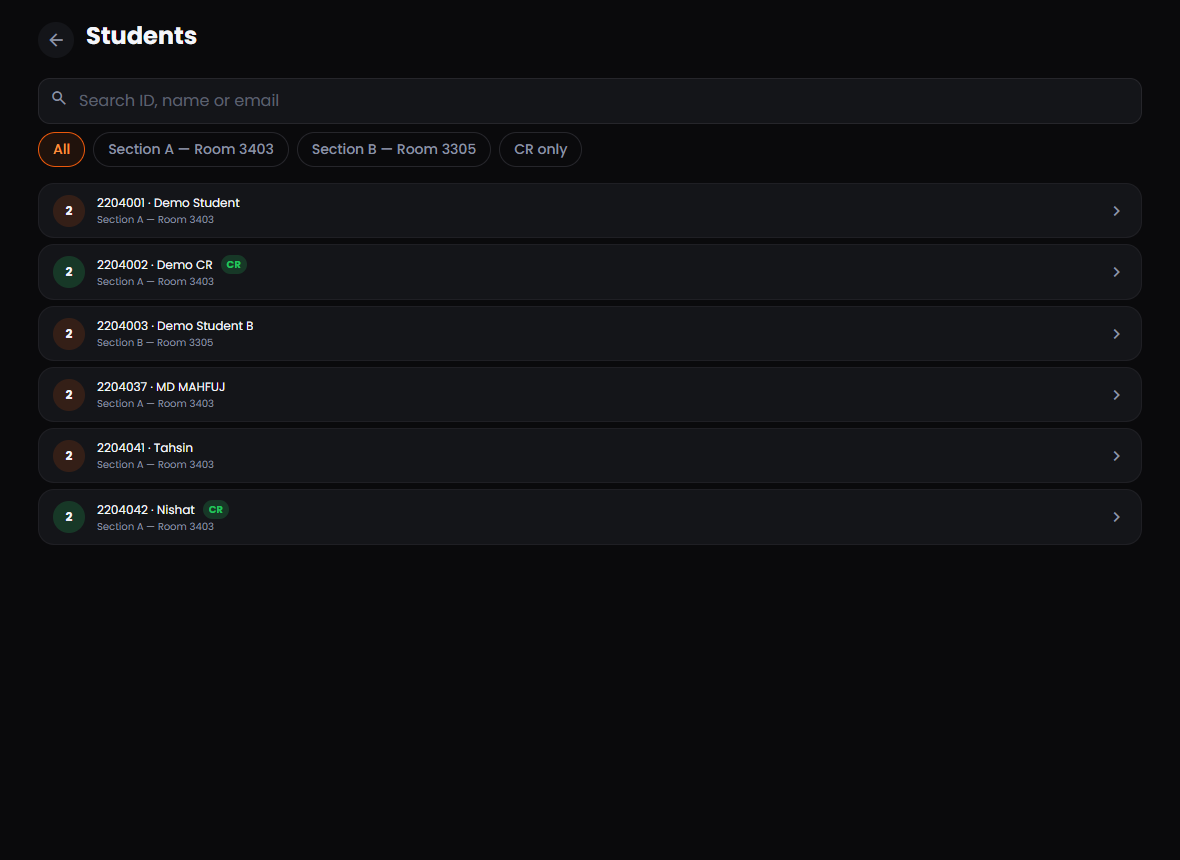 Students
Search ID, name or email
All
Section A — Room 3403
Section B — Room 3305
CR only
2
2204001 · Demo Student
Section A — Room 3403
2
2204002 · Demo CR CR
Section A — Room 3403
2
2204003 · Demo Student B
Section B — Room 3305
2
2204037 · MD MAHFUJ
Section A — Room 3403
2
2204041 · Tahsin
Section A — Room 3403
2
2204042 · Nishat CR
Section A — Room 3403